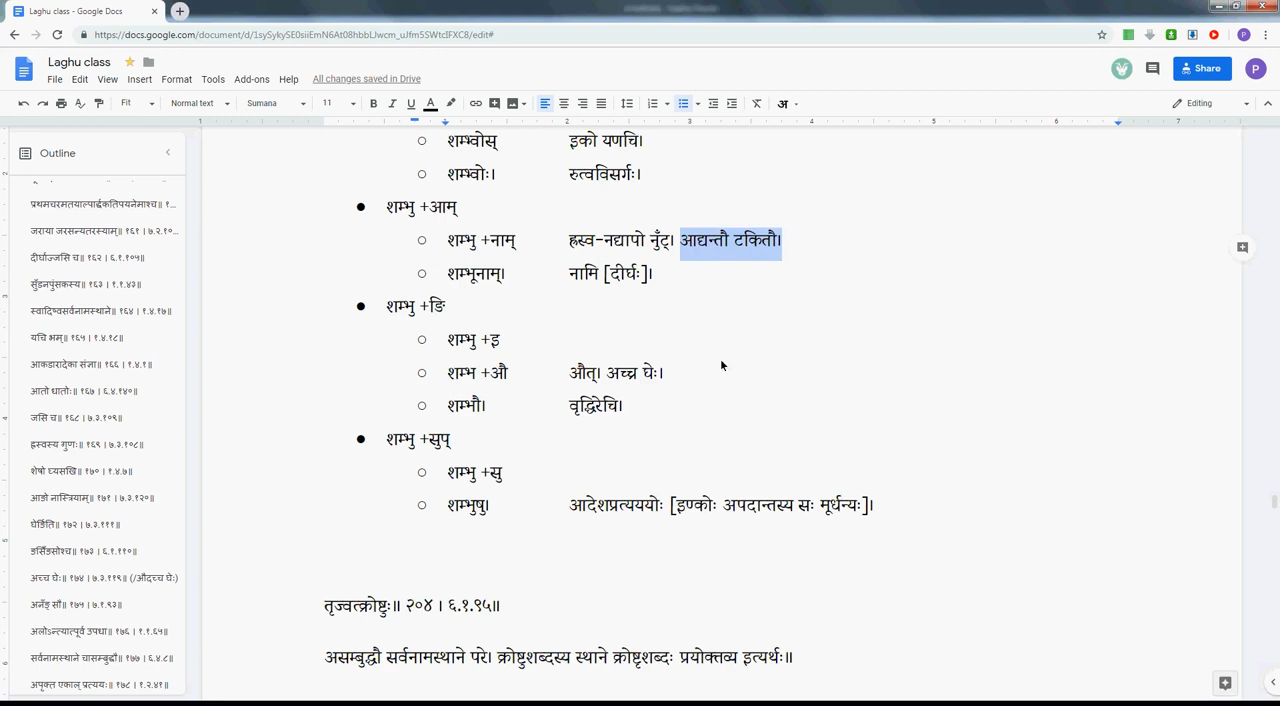 Laghu class - Google Docs
https://docs.google.com/document/d/1sySykySE0siiEmN6At08hbbLJwcm_uJfm5SWtcIFXC8/edit#
Laghu class
File Edit View Insert Format Tools Add-ons Help All changes saved in Drive
Share
P
Fit Normal text Sumana 11 B I U A Editing
Outline
प्रथमचरमतयाल्पार्द्धकतिपयनेमाश्च॥ १...
जराया जरसन्यतरस्याम्॥ १६१ । ७.२.१०...
दीर्घाज्जसि च॥ १६२ । ६.१.१०५॥
सुँडनपुंसकस्य॥ १६३ । १.१.४३॥
स्वादिष्वसर्वनामस्थाने॥ १६४ । १.४.१७॥
यचि भम्॥ १६५ । १.४.१८॥
आकडारादेका संज्ञा॥ १६६ । १.४.१॥
आतो धातोः॥ १६७ । ६.४.१४०॥
जसि च॥ १६८ । ७.३.१०९॥
ह्रस्वस्य गुणः॥ १६९ । ७.३.१०८॥
शेषो घ्यसखि॥ १७० । १.४.७॥
आङो नास्त्रियाम्॥ १७१ । ७.३.१२०॥
घेर्ङिति॥ १७२ । ७.३.१११॥
ङसिँङसोश्च॥ १७३ । ६.१.११०॥
अच्च घेः॥ १७४ । ७.३.११९॥ (/औदच्च घेः)
अनँङ् सौ॥ १७५ । ७.१.९३॥
अलोऽन्त्यात्पूर्व उपधा॥ १७६ । १.१.६५॥
सर्वनामस्थाने चासम्बुद्धौ॥ १७७ । ६.४.८॥
अपृक्त एकाल् प्रत्ययः॥ १७८ । १.२.४१॥
शम्भ्वोस् इको यणचि।
शम्भ्वोः। रुत्वविसर्गः।
शम्भु +आम्
शम्भु +नाम् ह्रस्व-नद्यापो नुँट्। आद्यन्तौ टकितौ।
शम्भूनाम्। नामि [दीर्घः]।
शम्भु +ङि
शम्भु +इ
शम्भ +औ औत्। अच्च घेः।
शम्भौ। वृद्धिरेचि।
शम्भु +सुप्
शम्भु +सु
शम्भुषु। आदेशप्रत्यययोः [इण्कोः अपदान्तस्य सः मूर्धन्यः]।
तृज्वत्क्रोष्टुः॥ २०४ । ६.१.९५॥
असम्बुद्धौ सर्वनामस्थाने परे। क्रोष्टुशब्दस्य स्थाने क्रोष्टृशब्दः प्रयोक्तव्य इत्यर्थः॥